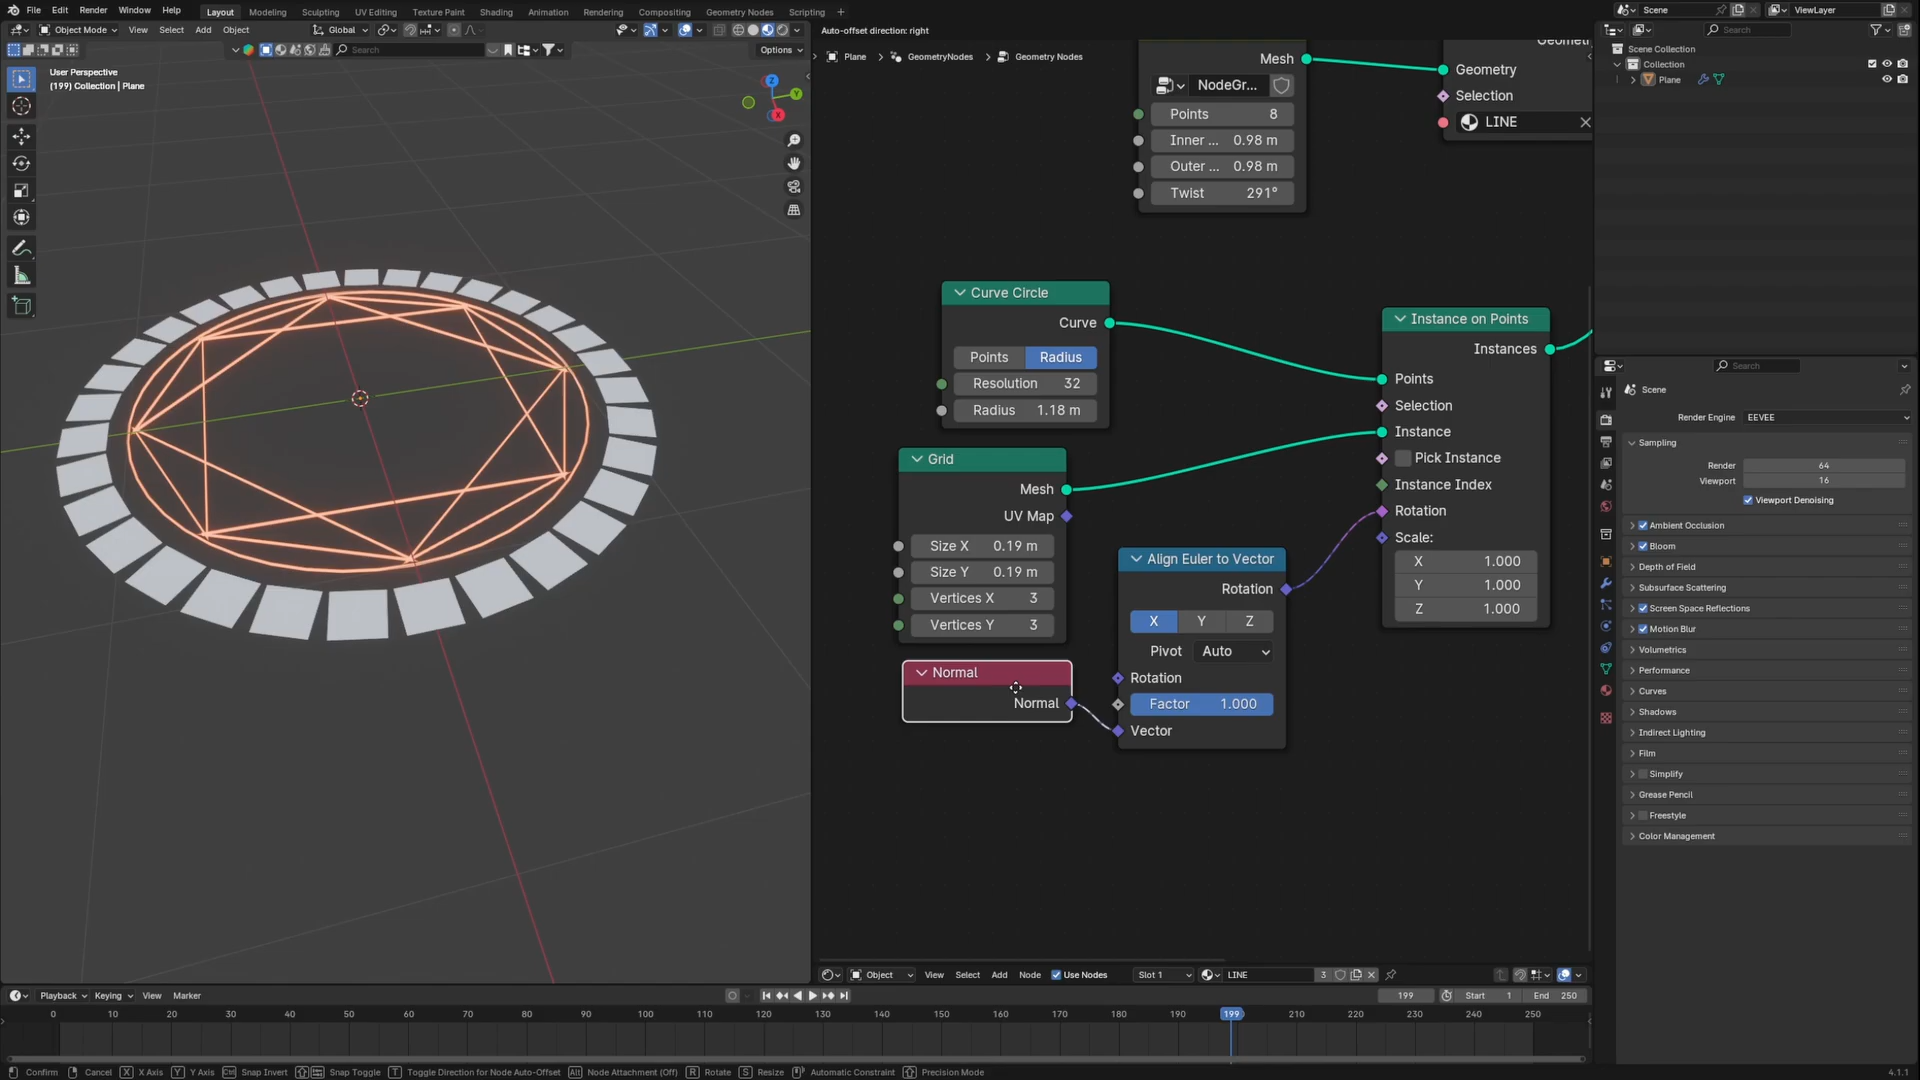 File Edit Render Window Help Layout Modeling Sculpting UV Editing Texture Paint Shading Animation Rendering Compositing Geometry Nodes Scripting +
Scene
ViewLayer
Object Mode View Select Add Object Global
Search
Options
User Perspective
(199) Collection | Plane
Z
Y
X
Auto-offset direction: right
Plane > GeometryNodes > Geometry Nodes
Mesh
NodeGr...
Points 8
Inner ... 0.98 m
Outer ... 0.98 m
Twist 291°
Geometry
Selection
LINE
Curve Circle
Curve
Points Radius
Resolution 32
Radius 1.18 m
Grid
Mesh
UV Map
Size X 0.19 m
Size Y 0.19 m
Vertices X 3
Vertices Y 3
Normal
Normal
Align Euler to Vector
Rotation
X Y Z
Pivot Auto
Rotation
Factor 1.000
Vector
Instance on Points
Instances
Points
Selection
Instance
Pick Instance
Instance Index
Rotation
Scale:
X 1.000
Y 1.000
Z 1.000
Search
Scene Collection
Collection
Plane
Search
Scene
Render Engine EEVEE
Sampling
Render 64
Viewport 16
Viewport Denoising
Ambient Occlusion
Bloom
Depth of Field
Subsurface Scattering
Screen Space Reflections
Motion Blur
Volumetrics
Performance
Curves
Shadows
Indirect Lighting
Film
Simplify
Grease Pencil
Freestyle
Color Management
Object View Select Add Node Use Nodes Slot 1 LINE 3
Playback Keying View Marker
199 Start 1 End 250
0 10 20 30 40 50 60 70 80 90 100 110 120 130 140 150 160 170 180 190 199 210 220 230 240 250
Confirm Cancel X X Axis Y Y Axis Ctrl Snap Invert Snap Toggle T Toggle Direction for Node Auto-Offset Alt Node Attachment (Off) R Rotate S Resize Automatic Constraint Precision Mode
4.1.1